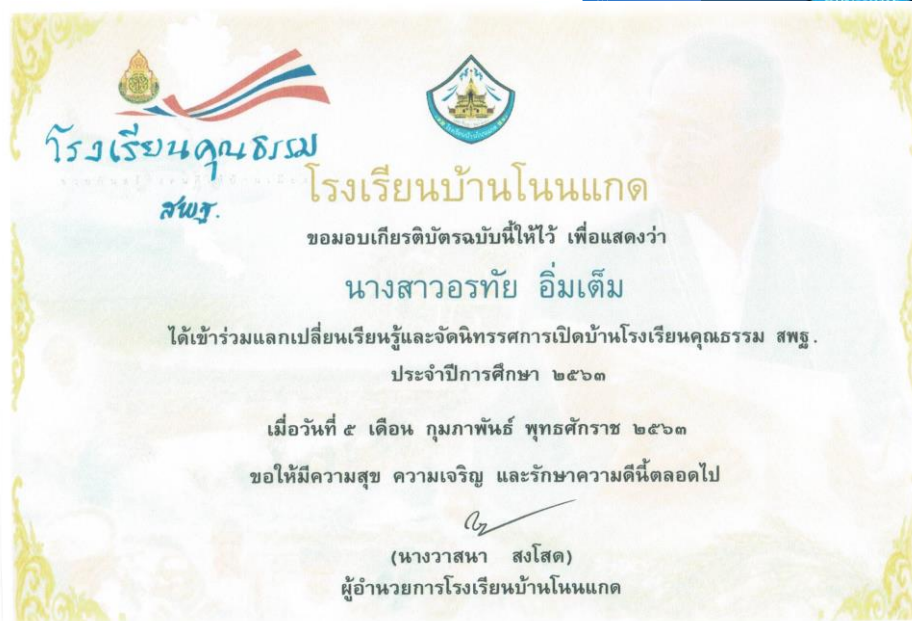 โรงเรียนคุณธรรม
สพฐ.
โรงเรียนบ้านโนนแกด
ขอมอบเกียรติบัตรฉบับนี้ให้ไว้ เพื่อแสดงว่า
นางสาวอรทัย อิ่มเต็ม
ได้เข้าร่วมแลกเปลี่ยนเรียนรู้และจัดนิทรรศการเปิดบ้านโรงเรียนคุณธรรม สพฐ.
ประจำปีการศึกษา ๒๕๖๓
เมื่อวันที่ ๕ เดือน กุมภาพันธ์ พุทธศักราช ๒๕๖๓
ขอให้มีความสุข ความเจริญ และรักษาความดีนี้ตลอดไป
(นางวาสนา สงโสด)
ผู้อำนวยการโรงเรียนบ้านโนนแกด